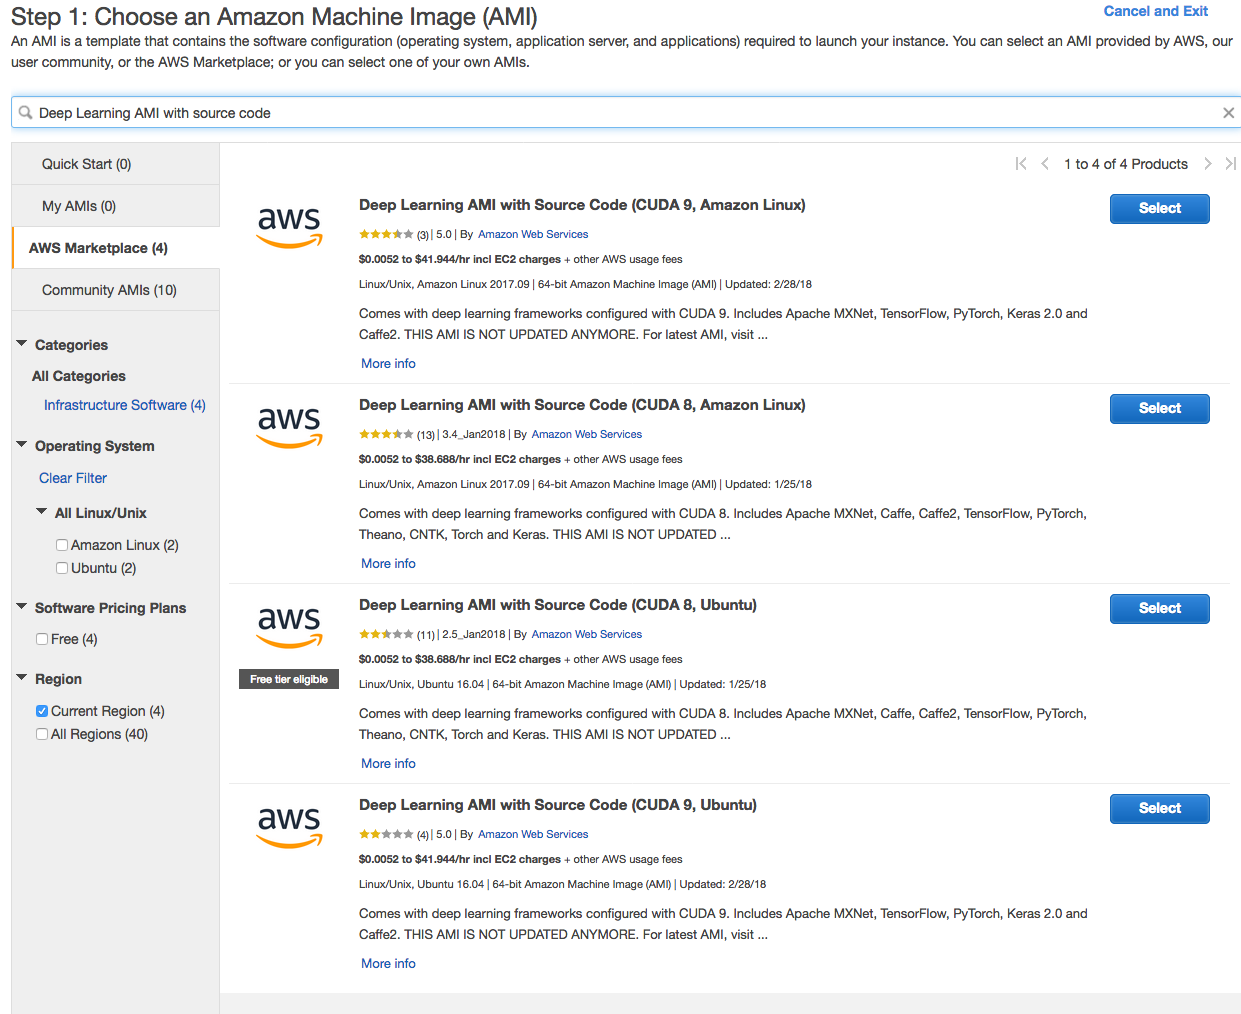 Step 1: Choose an Amazon Machine Image (AMI)
Cancel and Exit
An AMI is a template that contains the software configuration (operating system, application server, and applications) required to launch your instance. You can select an AMI provided by AWS, our
user community, or the AWS Marketplace; or you can select one of your own AMIs.
Deep Learning AMI with source code
Quick Start (0)
My AMIs (0)
AWS Marketplace (4)
Community AMIs (10)
Categories
All Categories
Infrastructure Software (4)
Operating System
Clear Filter
All Linux/Unix
Amazon Linux (2)
Ubuntu (2)
Software Pricing Plans
Free (4)
Region
Current Region (4)
All Regions (40)
1 to 4 of 4 Products
aws
Deep Learning AMI with Source Code (CUDA 9, Amazon Linux)
Select
(3) | 5.0 | By Amazon Web Services
$0.0052 to $41.944/hr incl EC2 charges + other AWS usage fees
Linux/Unix, Amazon Linux 2017.09 | 64-bit Amazon Machine Image (AMI) | Updated: 2/28/18
Comes with deep learning frameworks configured with CUDA 9. Includes Apache MXNet, TensorFlow, PyTorch, Keras 2.0 and
Caffe2. THIS AMI IS NOT UPDATED ANYMORE. For latest AMI, visit ...
More info
aws
Deep Learning AMI with Source Code (CUDA 8, Amazon Linux)
Select
(13) | 3.4_Jan2018 | By Amazon Web Services
$0.0052 to $38.688/hr incl EC2 charges + other AWS usage fees
Linux/Unix, Amazon Linux 2017.09 | 64-bit Amazon Machine Image (AMI) | Updated: 1/25/18
Comes with deep learning frameworks configured with CUDA 8. Includes Apache MXNet, Caffe, Caffe2, TensorFlow, PyTorch,
Theano, CNTK, Torch and Keras. THIS AMI IS NOT UPDATED ...
More info
aws
Free tier eligible
Deep Learning AMI with Source Code (CUDA 8, Ubuntu)
Select
(11) | 2.5_Jan2018 | By Amazon Web Services
$0.0052 to $38.688/hr incl EC2 charges + other AWS usage fees
Linux/Unix, Ubuntu 16.04 | 64-bit Amazon Machine Image (AMI) | Updated: 1/25/18
Comes with deep learning frameworks configured with CUDA 8. Includes Apache MXNet, Caffe, Caffe2, TensorFlow, PyTorch,
Theano, CNTK, Torch and Keras. THIS AMI IS NOT UPDATED ...
More info
aws
Deep Learning AMI with Source Code (CUDA 9, Ubuntu)
Select
(4) | 5.0 | By Amazon Web Services
$0.0052 to $41.944/hr incl EC2 charges + other AWS usage fees
Linux/Unix, Ubuntu 16.04 | 64-bit Amazon Machine Image (AMI) | Updated: 2/28/18
Comes with deep learning frameworks configured with CUDA 9. Includes Apache MXNet, TensorFlow, PyTorch, Keras 2.0 and
Caffe2. THIS AMI IS NOT UPDATED ANYMORE. For latest AMI, visit ...
More info